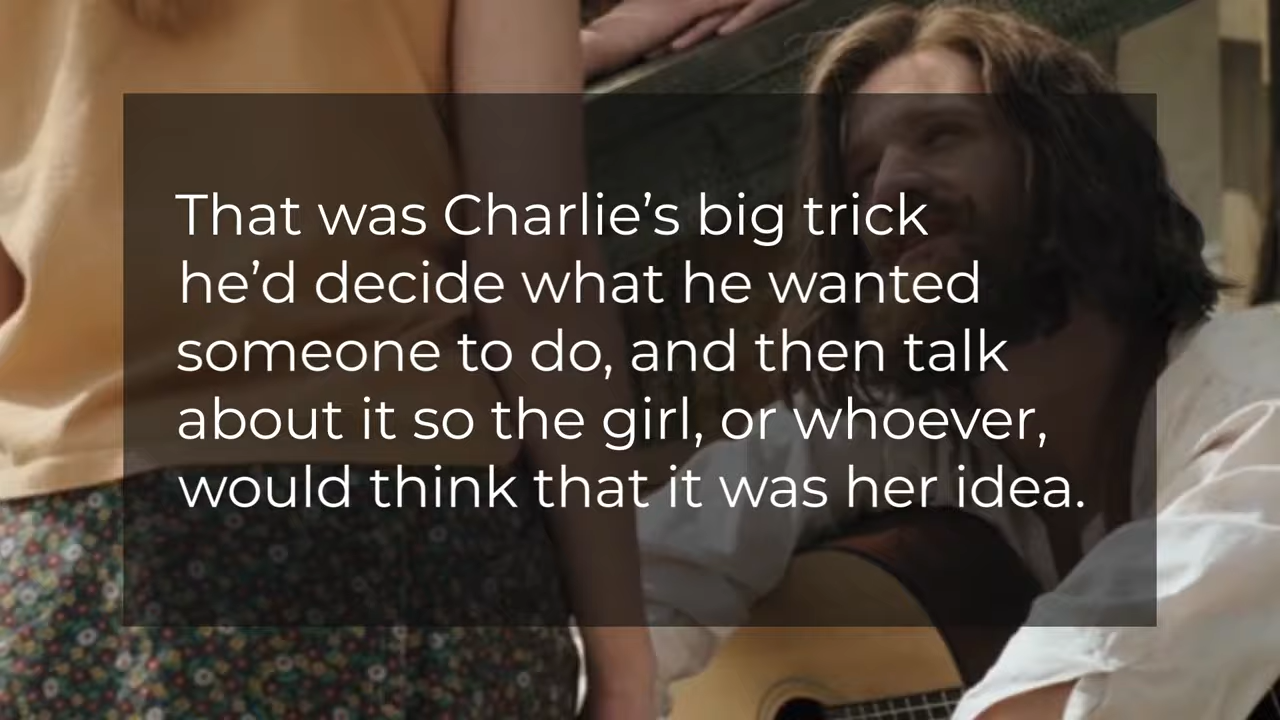 That was Charlie’s big trick
he’d decide what he wanted
someone to do, and then talk
about it so the girl, or whoever,
would think that it was her idea.